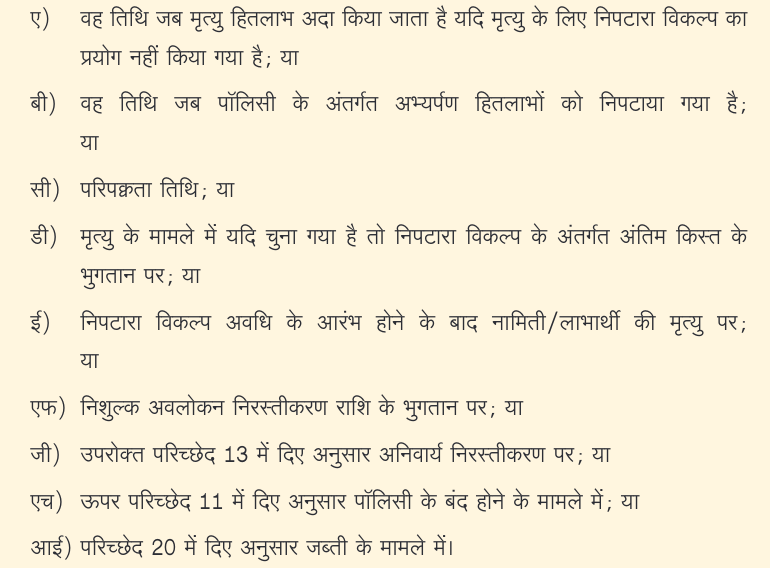 ए) वह तिथि जब मृत्यु हितलाभ अदा किया जाता है यदि मृत्यु के लिए निपटारा विकल्प का
प्रयोग नहीं किया गया है; या
बी) वह तिथि जब पॉलिसी के अंतर्गत अभ्यर्पण हितलाभों को निपटाया गया है;
या
सी) परिपक्वता तिथि; या
डी) मृत्यु के मामले में यदि चुना गया है तो निपटारा विकल्प के अंतर्गत अंतिम किस्त के
भुगतान पर; या
ई) निपटारा विकल्प अवधि के आरंभ होने के बाद नामिती/लाभार्थी की मृत्यु पर;
या
एफ) निशुल्क अवलोकन निरस्तीकरण राशि के भुगतान पर; या
जी) उपरोक्त परिच्छेद 13 में दिए अनुसार अनिवार्य निरस्तीकरण पर; या
एच) ऊपर परिच्छेद 11 में दिए अनुसार पॉलिसी के बंद होने के मामले में; या
आई) परिच्छेद 20 में दिए अनुसार जब्ती के मामले में।